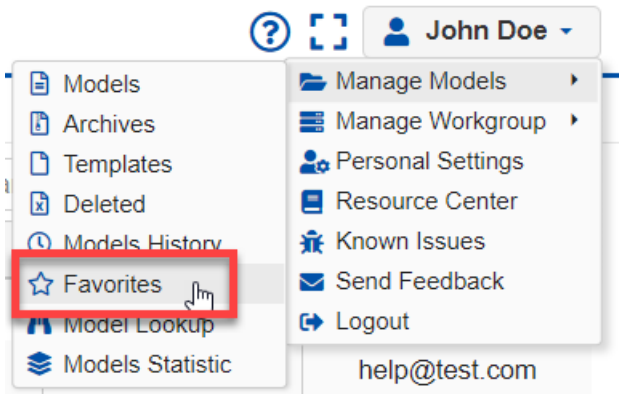 John Doe
Manage Models
Manage Workgroup
Personal Settings
Resource Center
Known Issues
Send Feedback
Logout
Models
Archives
Templates
Deleted
Models History
Favorites
Model Lookup
Models Statistic
help@test.com